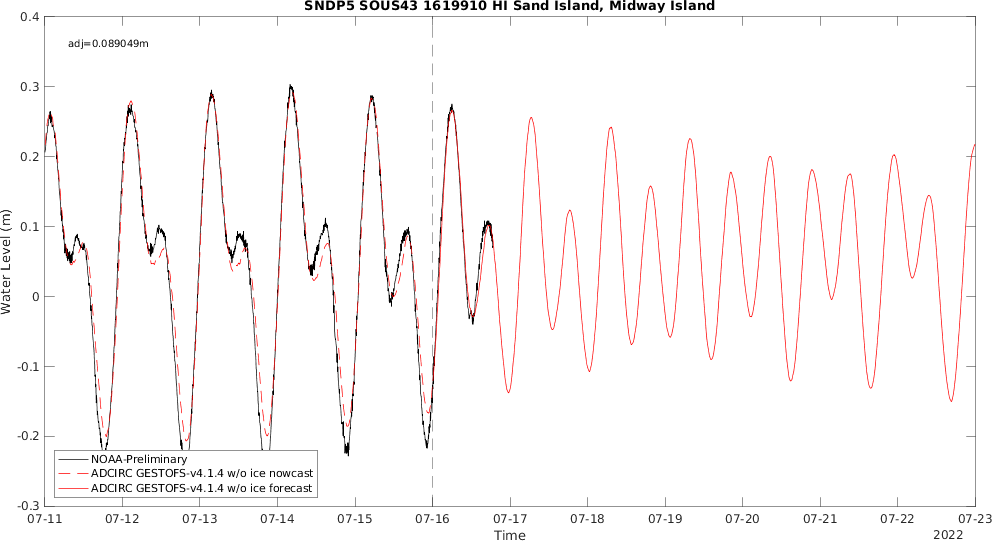 SNDP5 SOUS43 1619910 HI Sand Island, Midway Island
adj=0.089049m
Water Level (m)
0.4
0.3
0.2
0.1
0
-0.1
-0.2
-0.3
NOAA-Preliminary
ADCIRC GESTOFS-v4.1.4 w/o ice nowcast
ADCIRC GESTOFS-v4.1.4 w/o ice forecast
07-11 07-12 07-13 07-14 07-15 07-16 07-17 07-18 07-19 07-20 07-21 07-22 07-23
Time
2022